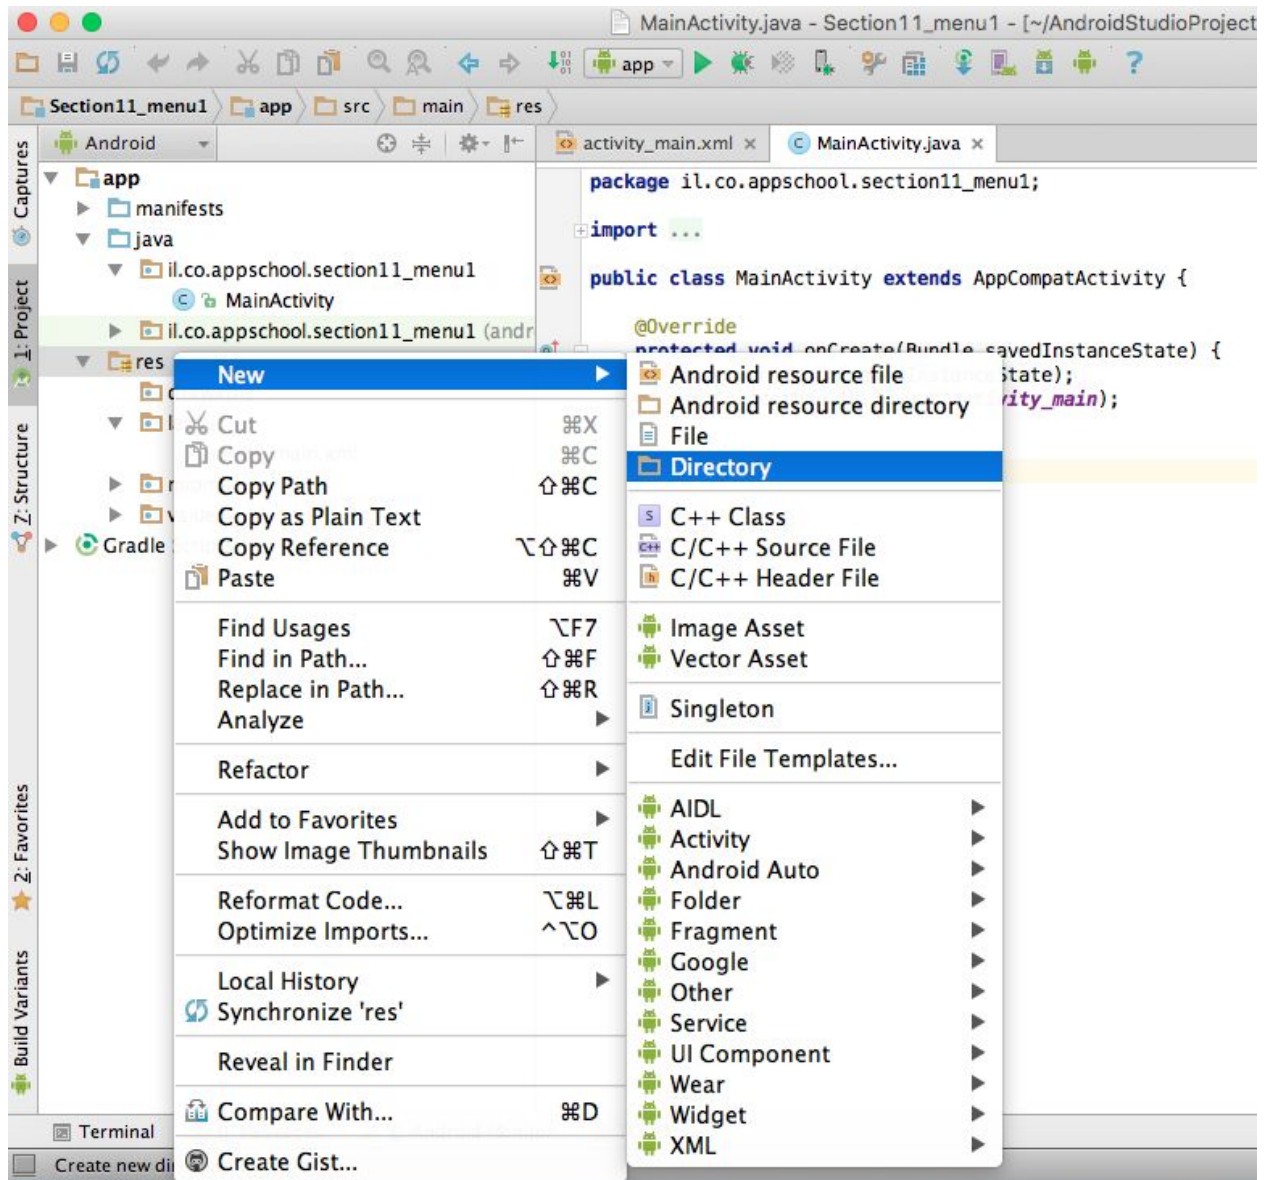 MainActivity.java - Section11_menu1 - [~/AndroidStudioProject
app
Section11_menu1 app src main res
Android
activity_main.xml
MainActivity.java
Captures
1: Project
Z: Structure
2: Favorites
Build Variants
app
manifests
java
il.co.appschool.section11_menu1
MainActivity
il.co.appschool.section11_menu1 (andr
res
Gradle
package il.co.appschool.section11_menu1;
import ...
public class MainActivity extends AppCompatActivity {
@Override
protected void onCreate(Bundle savedInstanceState) {
State);
ity_main);
New
Cut ⌘X
Copy ⌘C
Copy Path ⇧⌘C
Copy as Plain Text
Copy Reference ⌥⇧⌘C
Paste ⌘V
Find Usages ⌥F7
Find in Path... ⇧⌘F
Replace in Path... ⇧⌘R
Analyze
Refactor
Add to Favorites
Show Image Thumbnails ⇧⌘T
Reformat Code... ⌥⌘L
Optimize Imports... ^⌥O
Local History
Synchronize 'res'
Reveal in Finder
Compare With... ⌘D
Create Gist...
Android resource file
Android resource directory
File
Directory
C++ Class
C/C++ Source File
C/C++ Header File
Image Asset
Vector Asset
Singleton
Edit File Templates...
AIDL
Activity
Android Auto
Folder
Fragment
Google
Other
Service
UI Component
Wear
Widget
XML
Terminal
Create new di